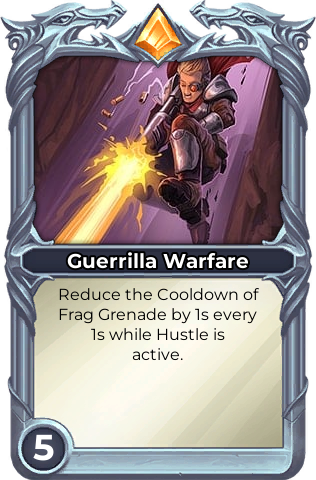 Guerrilla Warfare
Reduce the Cooldown of
Frag Grenade by 1s every
1s while Hustle is
active.
5